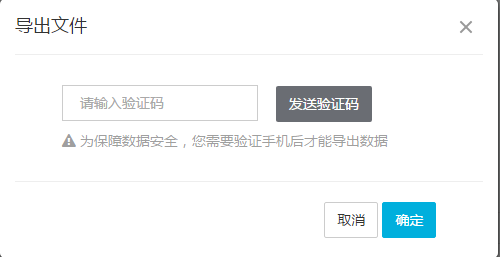 导出文件
请输入验证码
发送验证码
为保障数据安全，您需要验证手机后才能导出数据
取消
确定